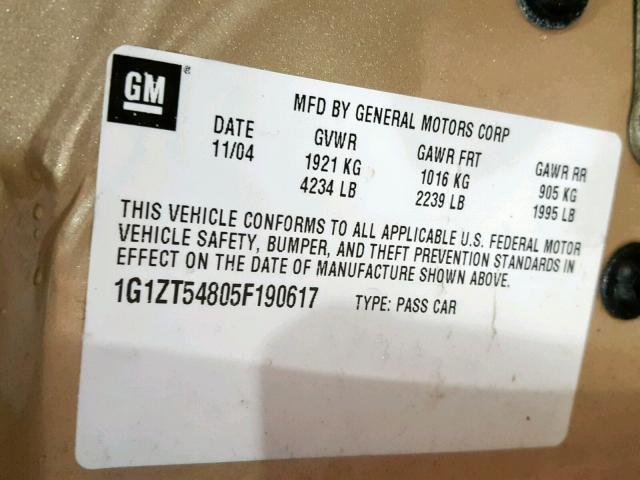 GM ®
MFD BY GENERAL MOTORS CORP
DATE GVWR GAWR FRT GAWR RR
11/04 1921 KG 1016 KG 905 KG
4234 LB 2239 LB 1995 LB
THIS VEHICLE CONFORMS TO ALL APPLICABLE U.S. FEDERAL MOTOR
VEHICLE SAFETY, BUMPER, AND THEFT PREVENTION STANDARDS IN
EFFECT ON THE DATE OF MANUFACTURE SHOWN ABOVE.
1G1ZT54805F190617 TYPE: PASS CAR